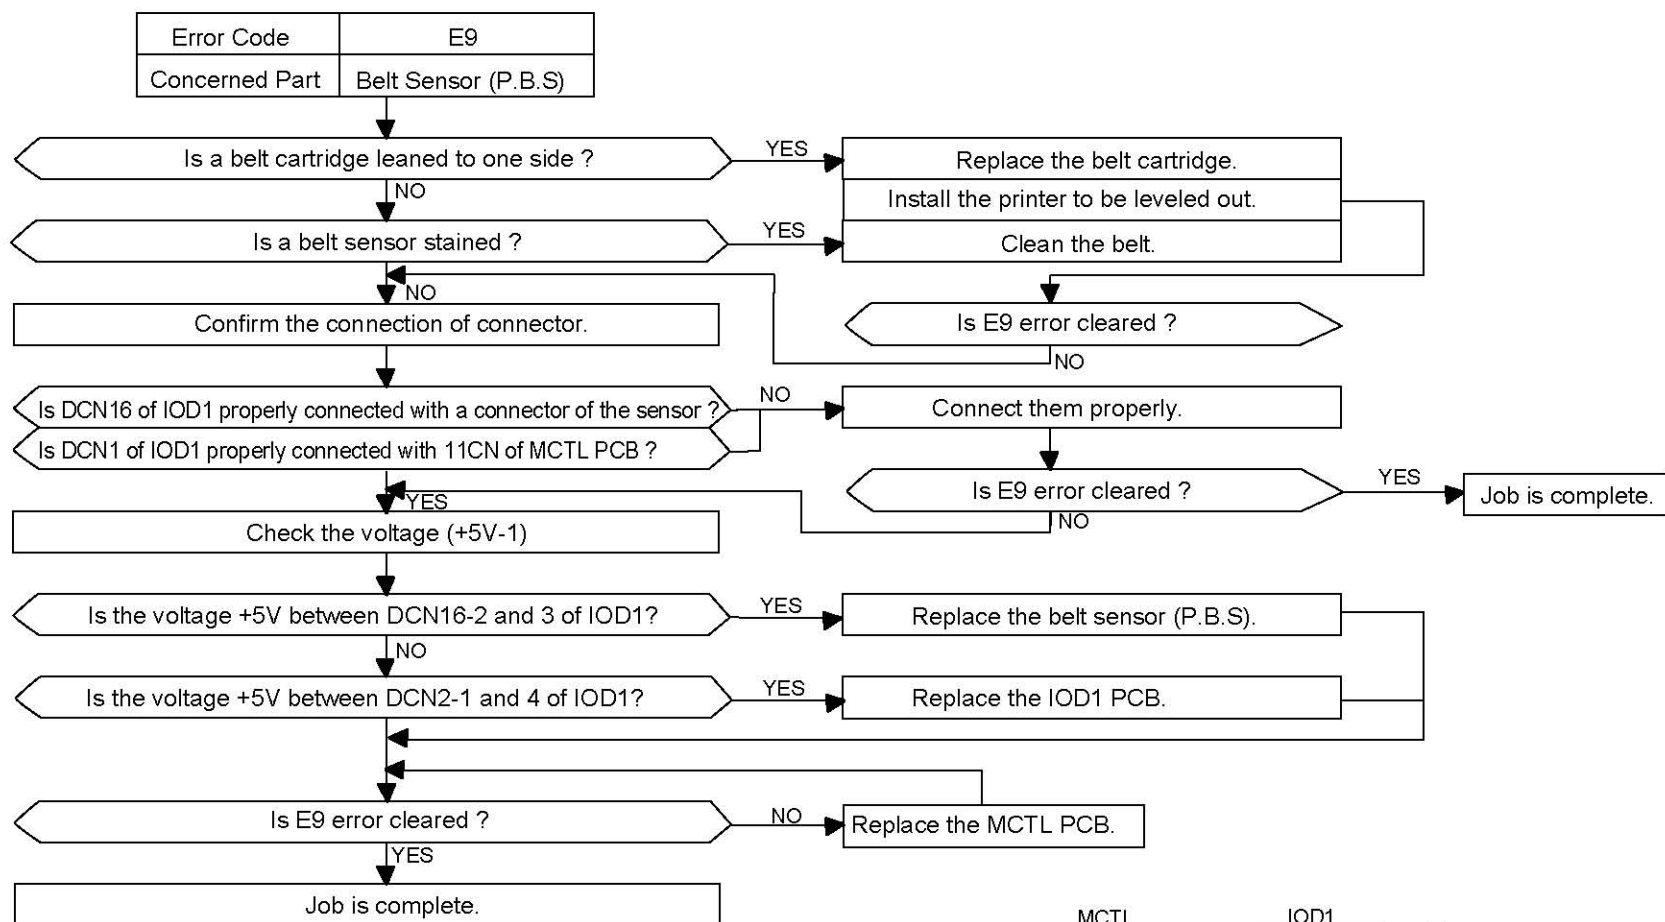 Error Code E9
Concerned Part Belt Sensor (P.B.S)
Is a belt cartridge leaned to one side ?
YES
Replace the belt cartridge.
NO
Install the printer to be leveled out.
Is a belt sensor stained ?
YES
Clean the belt.
NO
Confirm the connection of connector.
Is E9 error cleared ?
NO
Is DCN16 of IOD1 properly connected with a connector of the sensor ?
NO
Connect them properly.
Is DCN1 of IOD1 properly connected with 11CN of MCTL PCB ?
YES
Is E9 error cleared ?
YES
Job is complete.
NO
Check the voltage (+5V-1)
Is the voltage +5V between DCN16-2 and 3 of IOD1?
YES
Replace the belt sensor (P.B.S).
NO
Is the voltage +5V between DCN2-1 and 4 of IOD1?
YES
Replace the IOD1 PCB.
Is E9 error cleared ?
NO
Replace the MCTL PCB.
YES
Job is complete.
MCTL IOD1